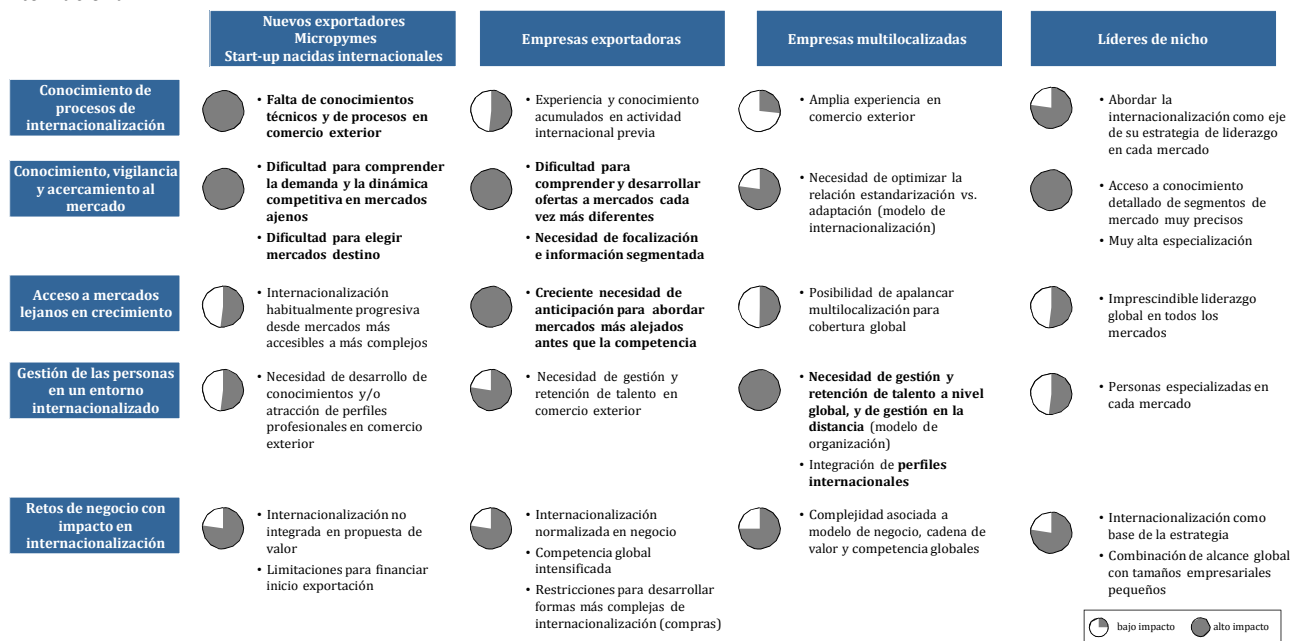 Nuevos exportadores
Micropymes
Start-up nacidas internacionales
Empresas exportadoras
Empresas multilocalizadas
Líderes de nicho
Conocimiento de
procesos de
internacionalización
• Falta de conocimientos
técnicos y de procesos en
comercio exterior
• Experiencia y conocimiento
acumulados en actividad
internacional previa
• Amplia experiencia en
comercio exterior
• Abordar la
internacionalización como eje
de su estrategia de liderazgo
en cada mercado
Conocimiento, vigilancia
y acercamiento al
mercado
• Dificultad para comprender
la demanda y la dinámica
competitiva en mercados
ajenos
• Dificultad para elegir
mercados destino
• Dificultad para
comprender y desarrollar
ofertas a mercados cada
vez más diferentes
• Necesidad de focalización
e información segmentada
• Necesidad de optimizar la
relación estandarización vs.
adaptación (modelo de
internacionalización)
• Acceso a conocimiento
detallado de segmentos de
mercado muy precisos
• Muy alta especialización
Acceso a mercados
lejanos en crecimiento
• Internacionalización
habitualmente progresiva
desde mercados más
accesibles a más complejos
• Creciente necesidad de
anticipación para abordar
mercados más alejados
antes que la competencia
• Posibilidad de apalancar
multilocalización para
cobertura global
• Imprescindible liderazgo
global en todos los
mercados
Gestión de las personas
en un entorno
internacionalizado
• Necesidad de desarrollo de
conocimientos y/o
atracción de perfiles
profesionales en comercio
exterior
• Necesidad de gestión y
retención de talento en
comercio exterior
• Necesidad de gestión y
retención de talento a nivel
global, y de gestión en la
distancia (modelo de
organización)
• Integración de perfiles
internacionales
• Personas especializadas en
cada mercado
Retos de negocio con
impacto en
internacionalización
• Internacionalización no
integrada en propuesta de
valor
• Limitaciones para financiar
inicio exportación
• Internacionalización
normalizada en negocio
• Competencia global
intensificada
• Restricciones para desarrollar
formas más complejas de
internacionalización (compras)
• Complejidad asociada a
modelo de negocio, cadena de
valor y competencia globales
• Internacionalización como
base de la estrategia
• Combinación de alcance global
con tamaños empresariales
pequeños
bajo impacto
alto impacto